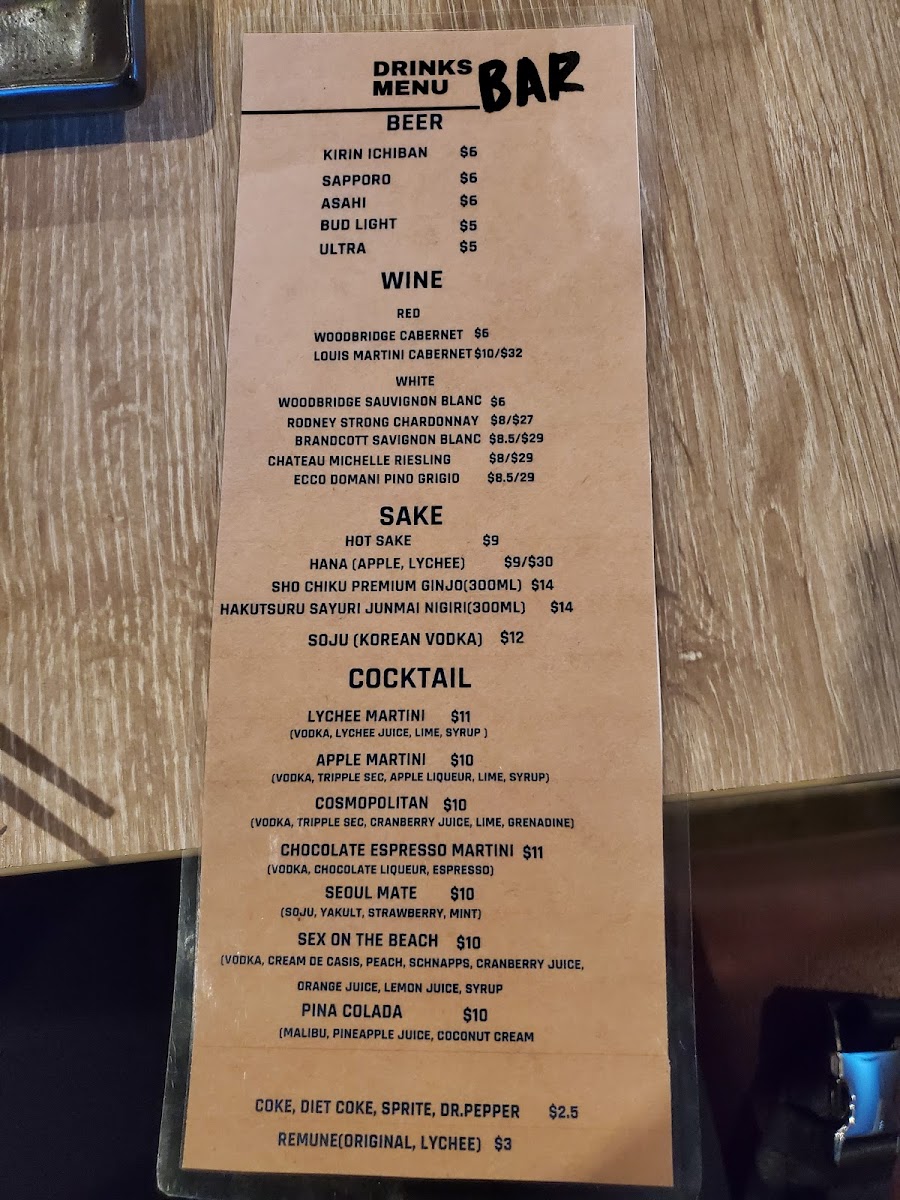 DRINKS
MENU BAR
BEER
KIRIN ICHIBAN $6
SAPPORO $6
ASAHI $6
BUD LIGHT $5
ULTRA $5
WINE
RED
WOODBRIDGE CABERNET $6
LOUIS MARTINI CABERNET $10/$32
WHITE
WOODBRIDGE SAUVIGNON BLANC $6
RODNEY STRONG CHARDONNAY $8/$27
BRANDCOTT SAVIGNON BLANC $8.5/$29
CHATEAU MICHELLE RIESLING $8/$29
ECCO DOMANI PINO GRIGIO $8.5/29
SAKE
HOT SAKE $9
HANA (APPLE, LYCHEE) $9/$30
SHO CHIKU PREMIUM GINJO(300ML) $14
HAKUTSURU SAYURI JUNMAI NIGIRI(300ML) $14
SOJU (KOREAN VODKA) $12
COCKTAIL
LYCHEE MARTINI $11
(VODKA, LYCHEE JUICE, LIME, SYRUP )
APPLE MARTINI $10
(VODKA, TRIPPLE SEC, APPLE LIQUEUR, LIME, SYRUP)
COSMOPOLITAN $10
(VODKA, TRIPPLE SEC, CRANBERRY JUICE, LIME, GRENADINE)
CHOCOLATE ESPRESSO MARTINI $11
(VODKA, CHOCOLATE LIQUEUR, ESPRESSO)
SEOUL MATE $10
(SOJU, YAKULT, STRAWBERRY, MINT)
SEX ON THE BEACH $10
(VODKA, CREAM DE CASIS, PEACH, SCHNAPPS, CRANBERRY JUICE,
ORANGE JUICE, LEMON JUICE, SYRUP
PINA COLADA $10
(MALIBU, PINEAPPLE JUICE, COCONUT CREAM
COKE, DIET COKE, SPRITE, DR.PEPPER $2.5
REMUNE(ORIGINAL, LYCHEE) $3